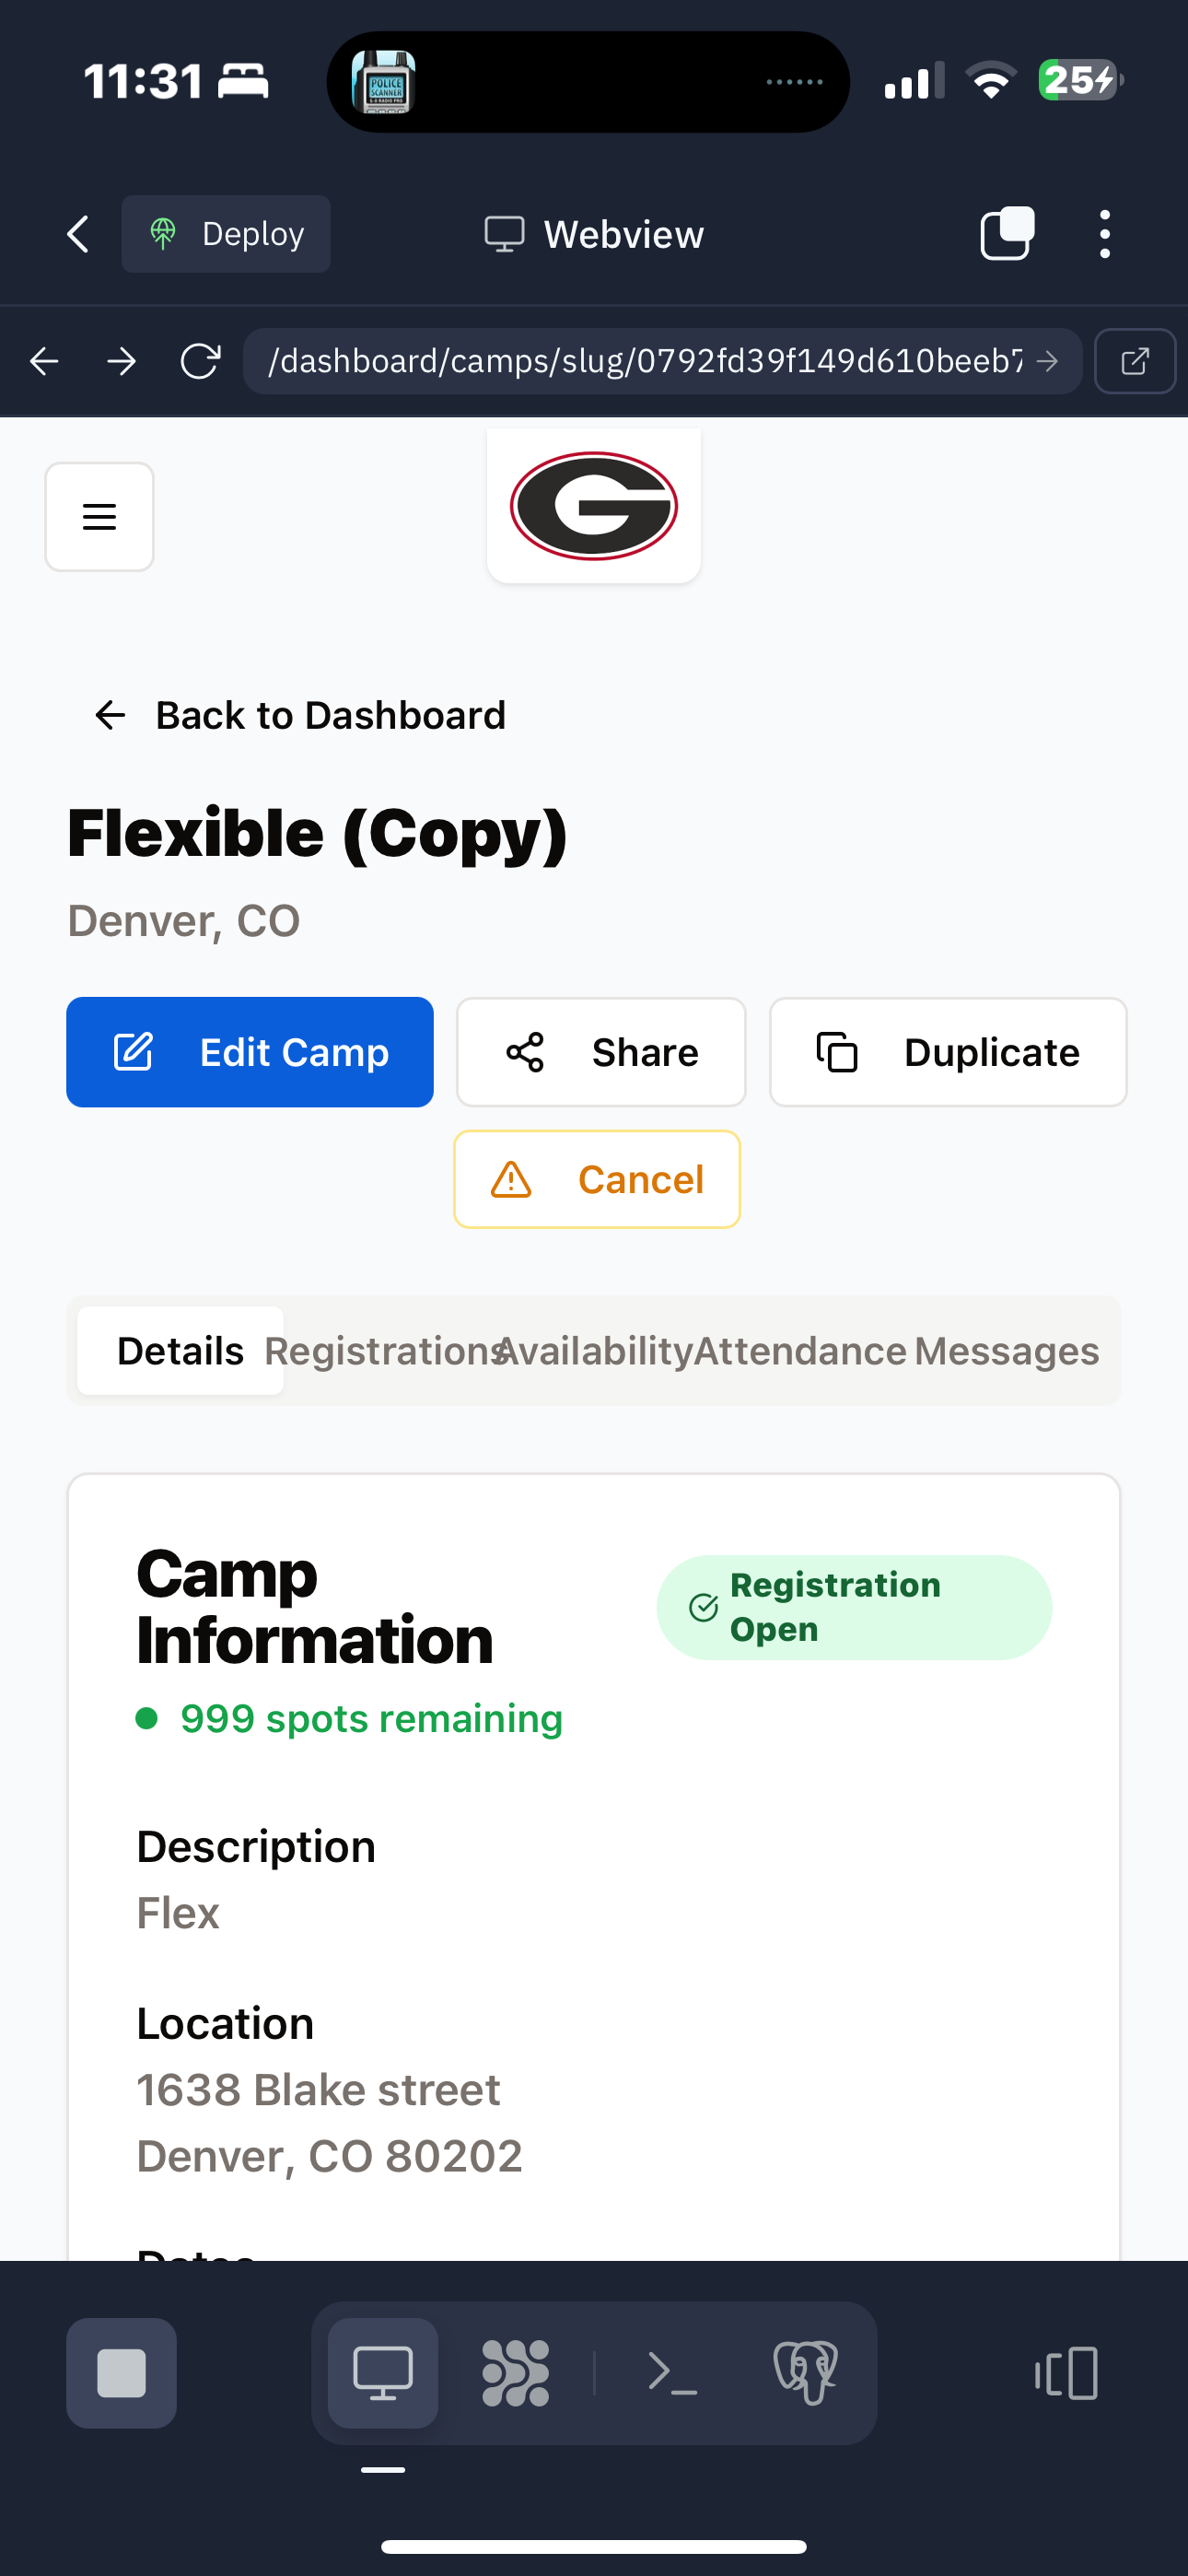 11:31
POLICE
SCANNER
25
Deploy
Webview
/dashboard/camps/slug/0792fd39f149d610beeb7
G
Back to Dashboard
Flexible (Copy)
Denver, CO
Edit Camp
Share
Duplicate
Cancel
Details Registrations Availability Attendance Messages
Camp
Information
Registration
Open
999 spots remaining
Description
Flex
Location
1638 Blake street
Denver, CO 80202